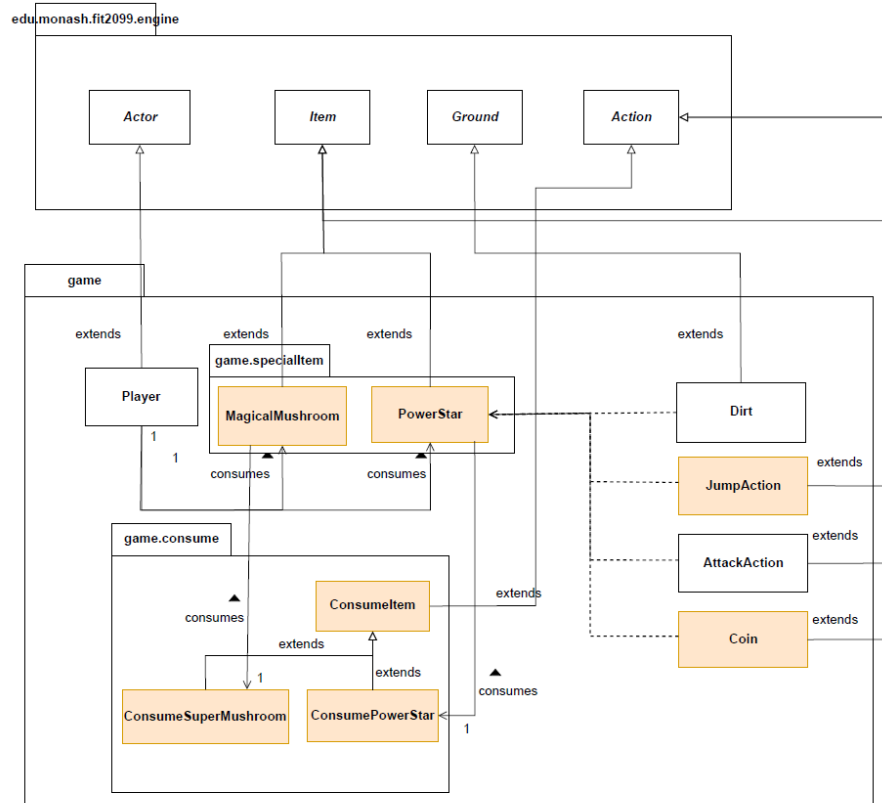 edu.monash.fit2099.engine
Actor
Item
Ground
Action
game
extends
extends
extends
extends
game.specialItem
Player
MagicalMushroom
PowerStar
Dirt
1
1
consumes
consumes
JumpAction
extends
game.consume
AttackAction
extends
ConsumeItem
extends
consumes
Coin
extends
extends
extends
1
consumes
ConsumeSuperMushroom
ConsumePowerStar
1